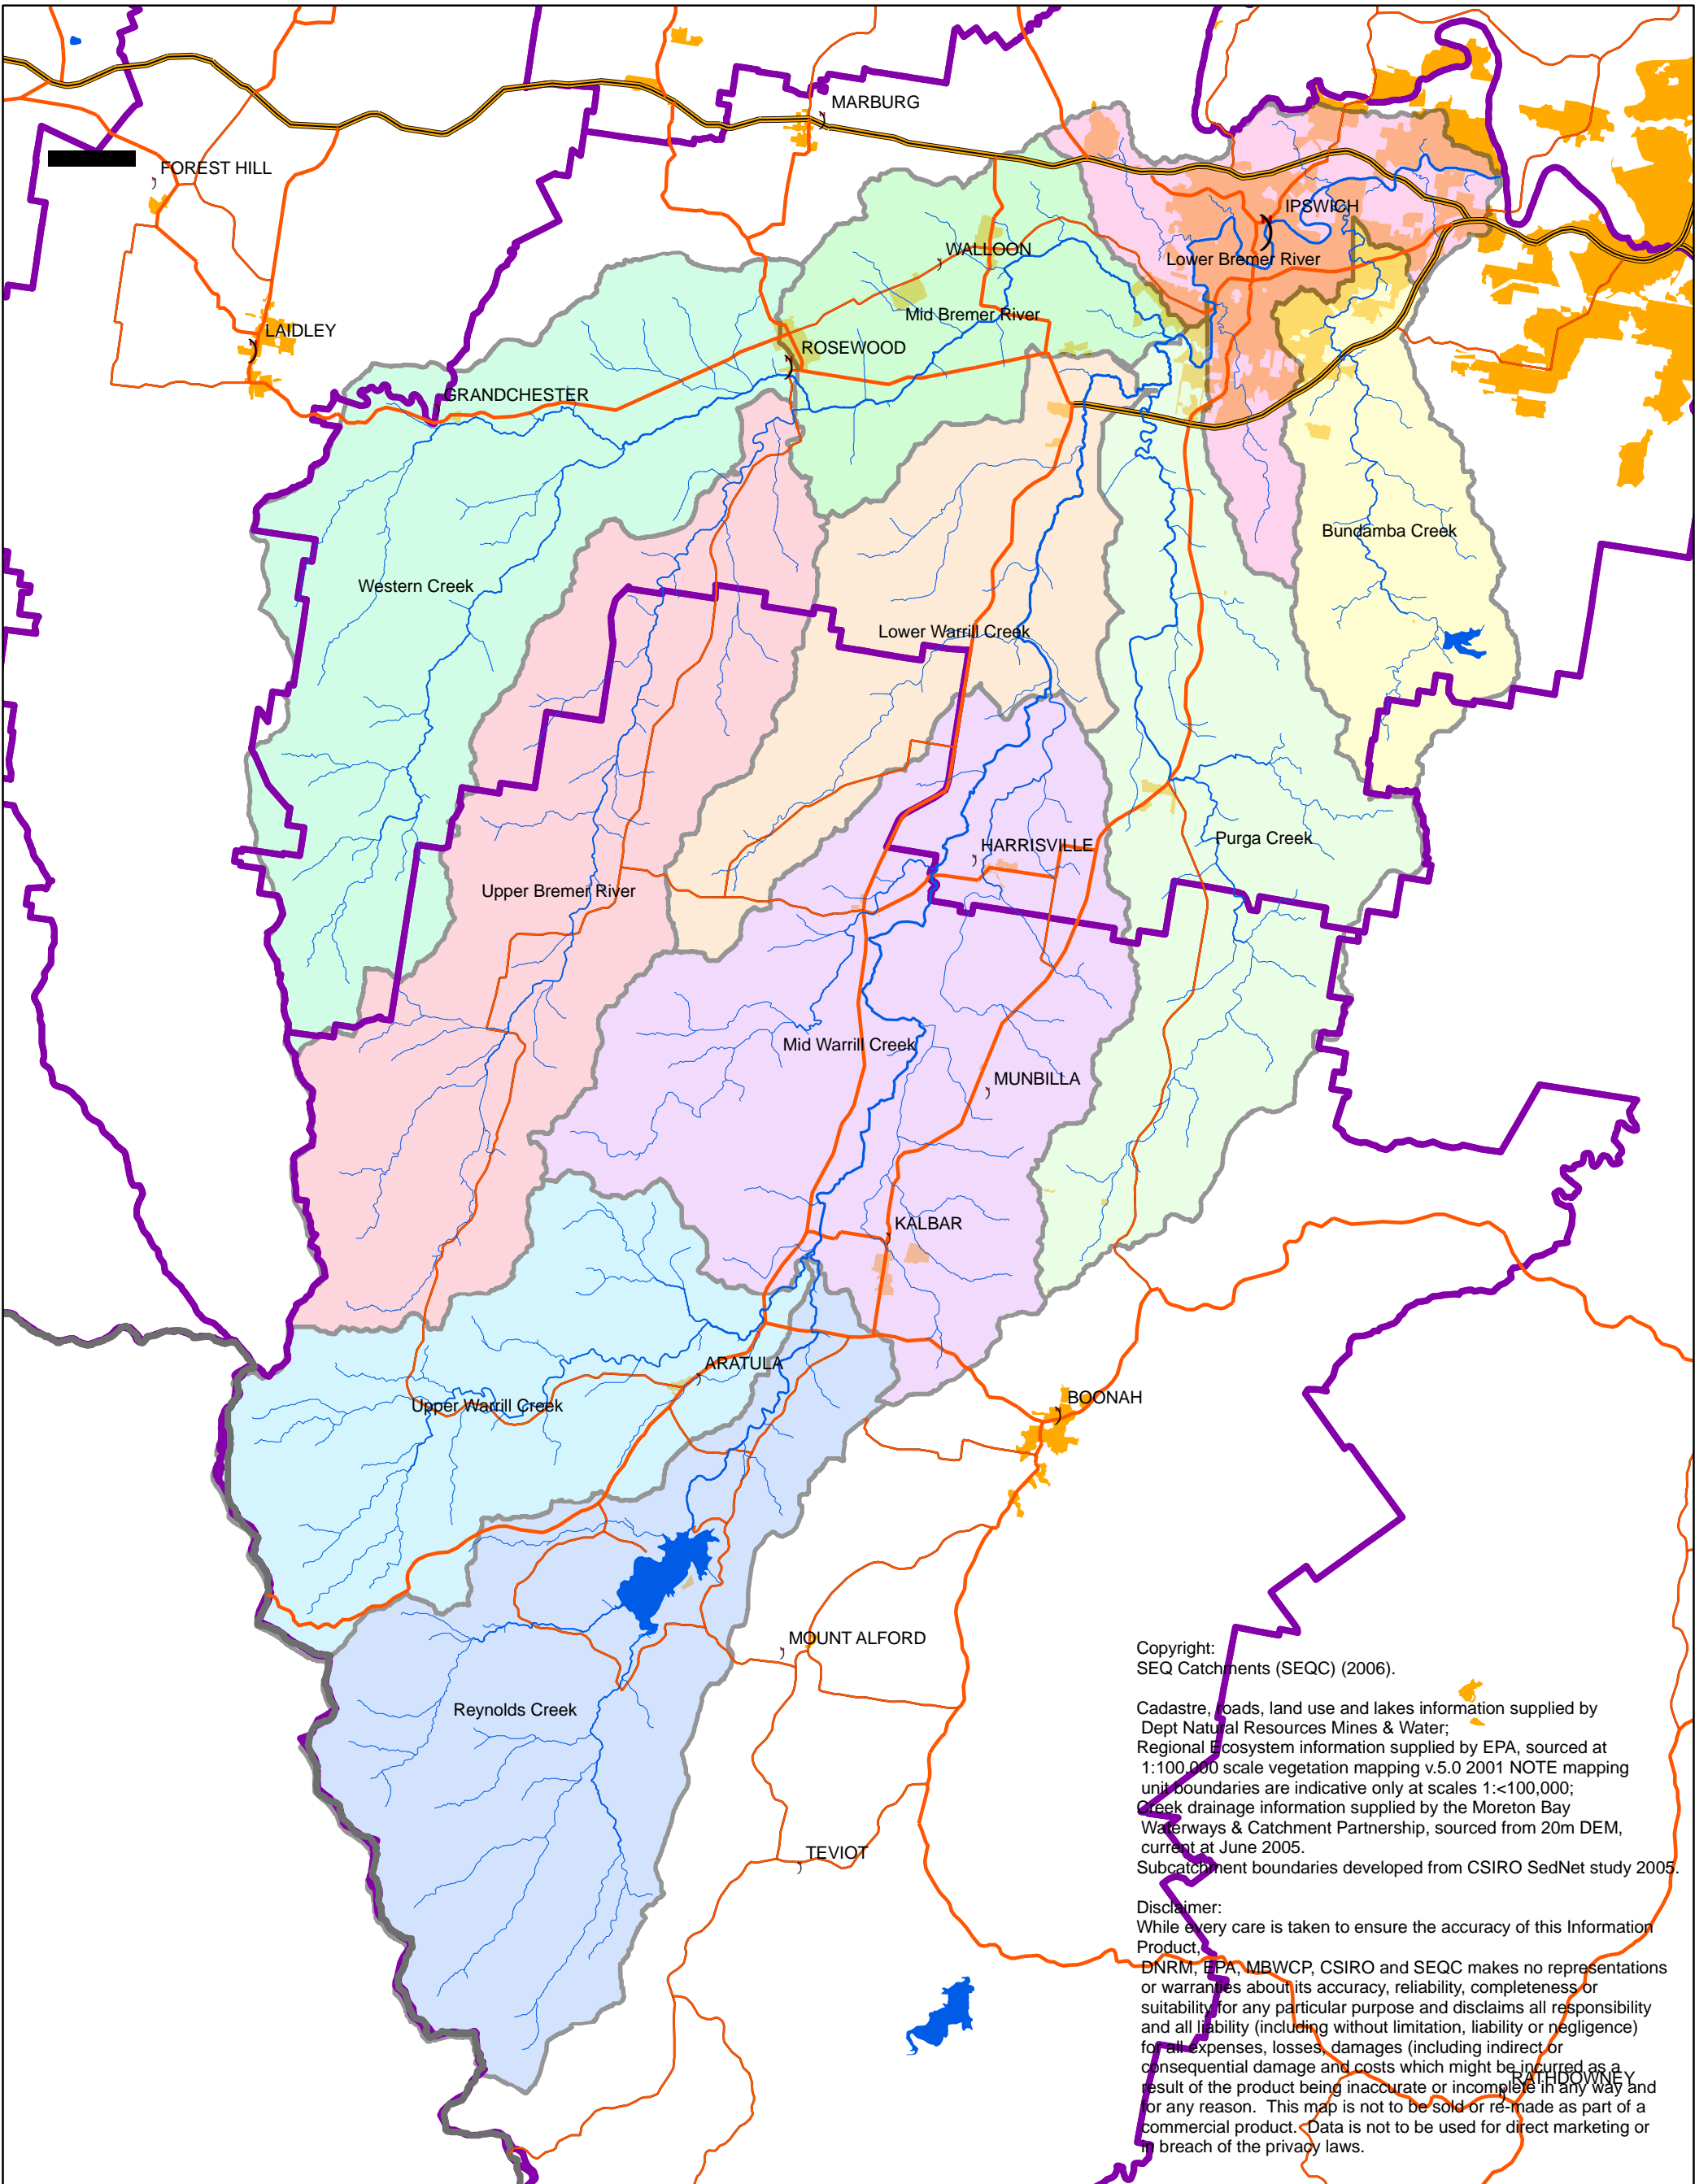 MARBURG
FOREST HILL
IPSWICH
WALLOON
Lower Bremer River
Mid Bremer River
LAIDLEY
ROSEWOOD
GRANDCHESTER
Bundamba Creek
Western Creek
Lower Warrill Creek
HARRISVILLE
Purga Creek
Upper Bremer River
Mid Warrill Creek
MUNBILLA
KALBAR
ARATULA
BOONAH
Upper Warrill Creek
MOUNT ALFORD
Reynolds Creek
TEVIOT
Copyright:
SEQ Catchments (SEQC) (2006).
Cadastre, roads, land use and lakes information supplied by
Dept Natural Resources Mines & Water;
Regional Ecosystem information supplied by EPA, sourced at
1:100,000 scale vegetation mapping v.5.0 2001 NOTE mapping
unit boundaries are indicative only at scales 1:<100,000;
Creek drainage information supplied by the Moreton Bay
Waterways & Catchment Partnership, sourced from 20m DEM,
current at June 2005.
Subcatchment boundaries developed from CSIRO SedNet study 2005.
Disclaimer:
While every care is taken to ensure the accuracy of this Information
Product,
DNRM, EPA, MBWCP, CSIRO and SEQC makes no representations
or warranties about its accuracy, reliability, completeness or
suitability for any particular purpose and disclaims all responsibility
and all liability (including without limitation, liability or negligence)
for all expenses, losses, damages (including indirect or
consequential damage and costs which might be incurred as a
result of the product being inaccurate or incomplete in any way and
for any reason. This map is not to be sold or re-made as part of a
commercial product. Data is not to be used for direct marketing or
in breach of the privacy laws.
RATHDOWNEY